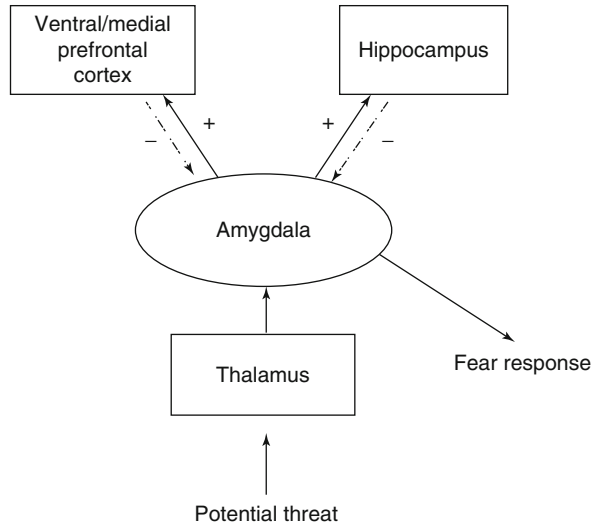 Ventral/medial
prefrontal
cortex
Hippocampus
+
+
–
–
Amygdala
Thalamus
Fear response
Potential threat